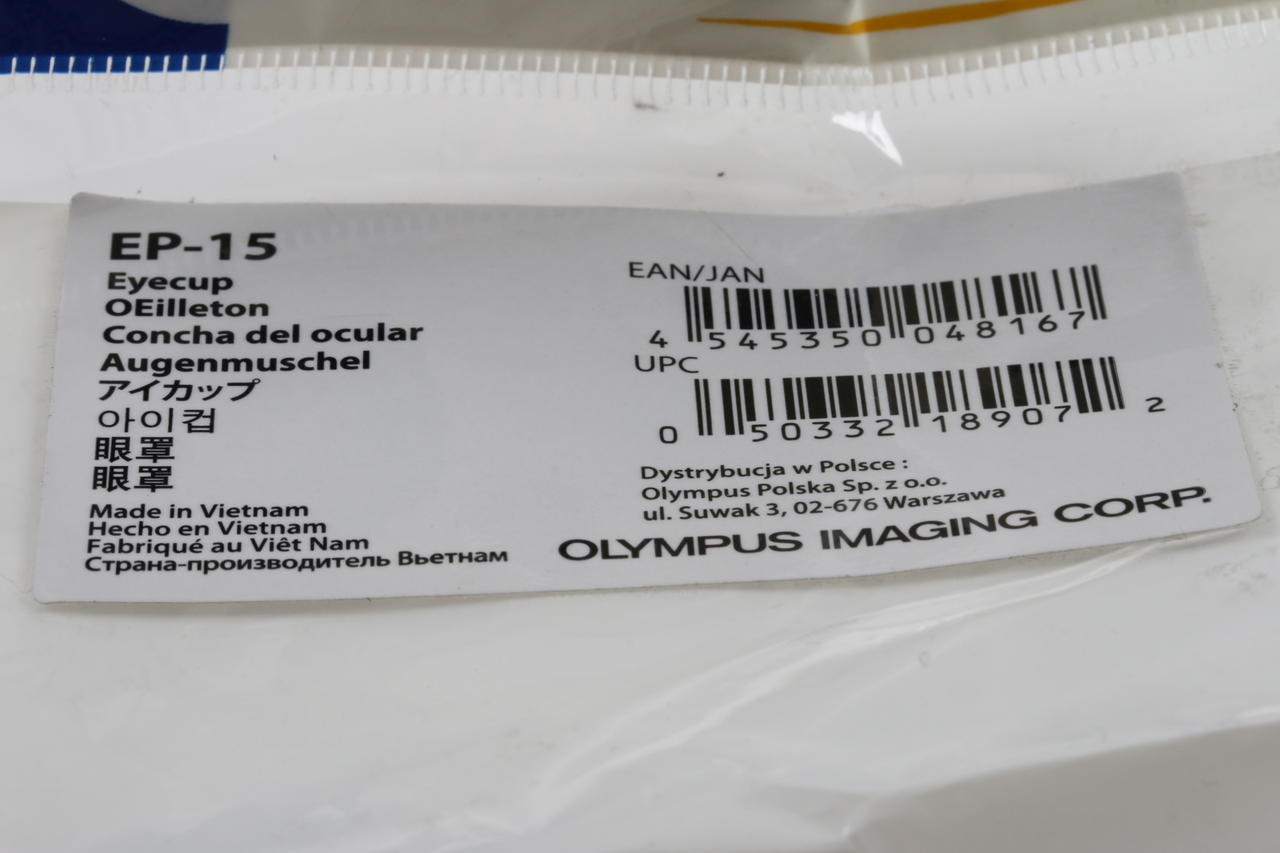 EP-15
Eyecup
OEilleton
Concha del ocular
Augenmuschel
アイカップ
아이컵
眼罩
眼罩
Made in Vietnam
Hecho en Vietnam
Fabriqué au Viêt Nam
Страна-производитель Вьетнам
EAN/JAN
4 545350 048167
UPC
0 50332 18907 2
Dystrybucja w Polsce :
Olympus Polska Sp. z o.o.
ul. Suwak 3, 02-676 Warszawa
OLYMPUS IMAGING CORP.